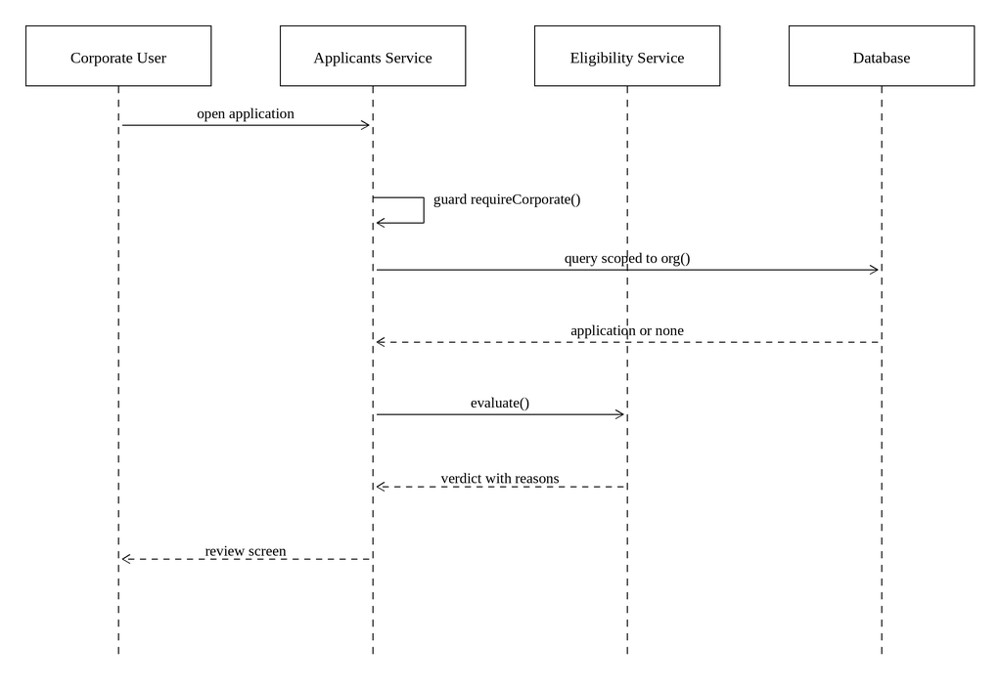 Corporate User
Applicants Service
Eligibility Service
Database
open application
guard requireCorporate()
query scoped to org()
application or none
evaluate()
verdict with reasons
review screen